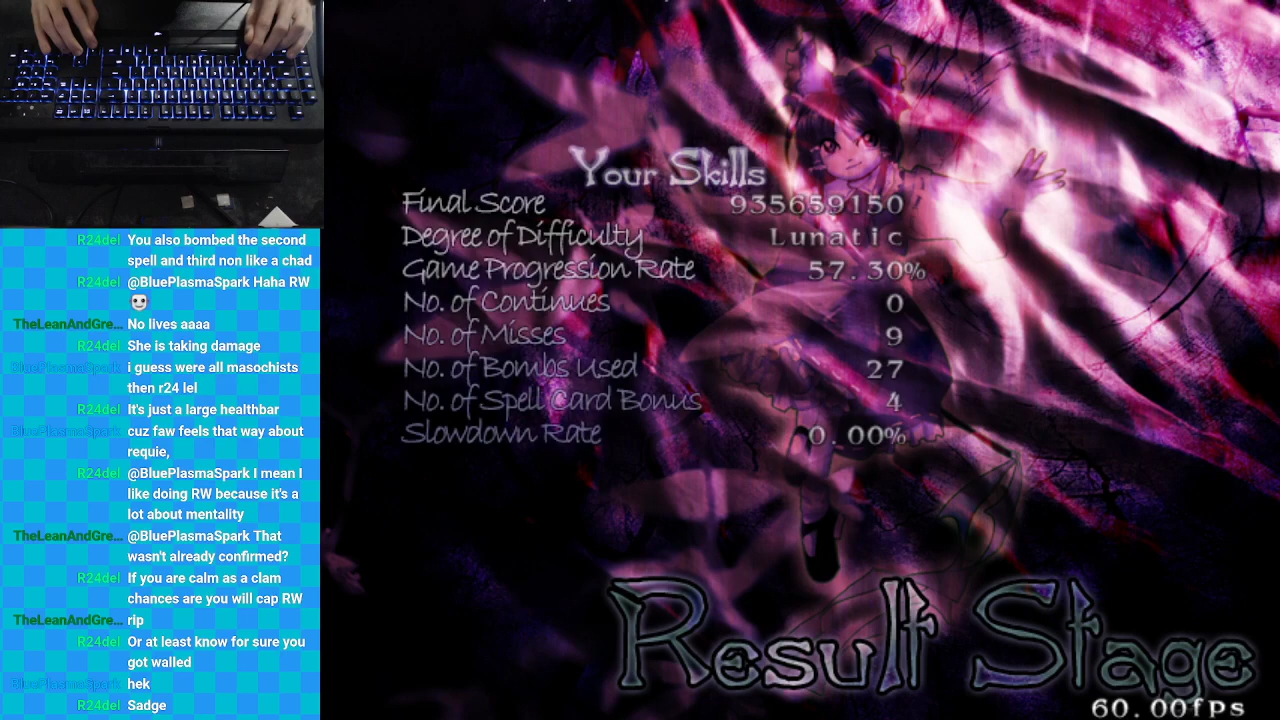 R24del You also bombed the second
spell and third non like a chad
R24del @BluePlasmaSpark Haha RW
TheLeanAndGre... No lives aaaa
R24del She is taking damage
BluePlasmaSpark i guess were all masochists
then r24 lel
R24del It's just a large healthbar
BluePlasmaSpark cuz faw feels that way about
requie,
R24del @BluePlasmaSpark I mean I
like doing RW because it's a
lot about mentality
TheLeanAndGre... @BluePlasmaSpark That
wasn't already confirmed?
R24del If you are calm as a clam
chances are you will cap RW
TheLeanAndGre... rip
R24del Or at least know for sure you
got walled
BluePlasmaSpark hek
R24del Sadge
Your Skills
Final Score 935659150
Degree of Difficulty Lunatic
Game Progression Rate 57.30%
No. of Continues 0
No. of Misses 9
No. of Bombs Used 27
No. of Spell Card Bonus 4
Slowdown Rate 0.00%
Result Stage
60.00fps